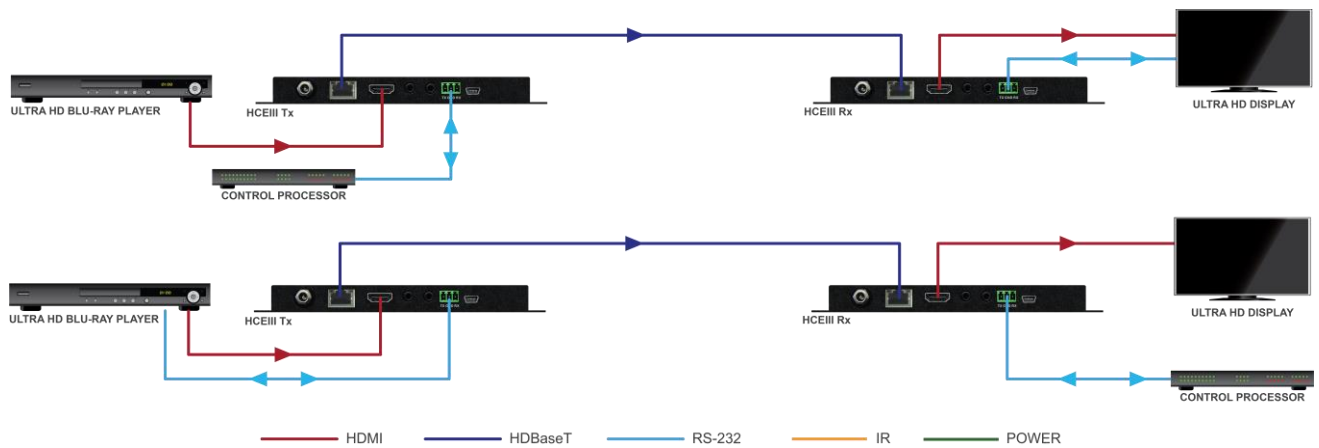 ULTRA HD BLU-RAY PLAYER
HCEIII Tx
CONTROL PROCESSOR
HCEIII Rx
ULTRA HD DISPLAY
ULTRA HD BLU-RAY PLAYER
HCEIII Tx
HCEIII Rx
ULTRA HD DISPLAY
CONTROL PROCESSOR
HDMI
HDBaseT
RS-232
IR
POWER